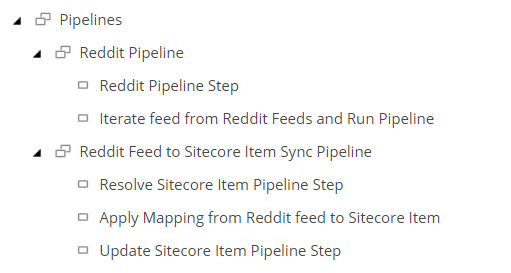 Pipelines
Reddit Pipeline
Reddit Pipeline Step
Iterate feed from Reddit Feeds and Run Pipeline
Reddit Feed to Sitecore Item Sync Pipeline
Resolve Sitecore Item Pipeline Step
Apply Mapping from Reddit feed to Sitecore Item
Update Sitecore Item Pipeline Step